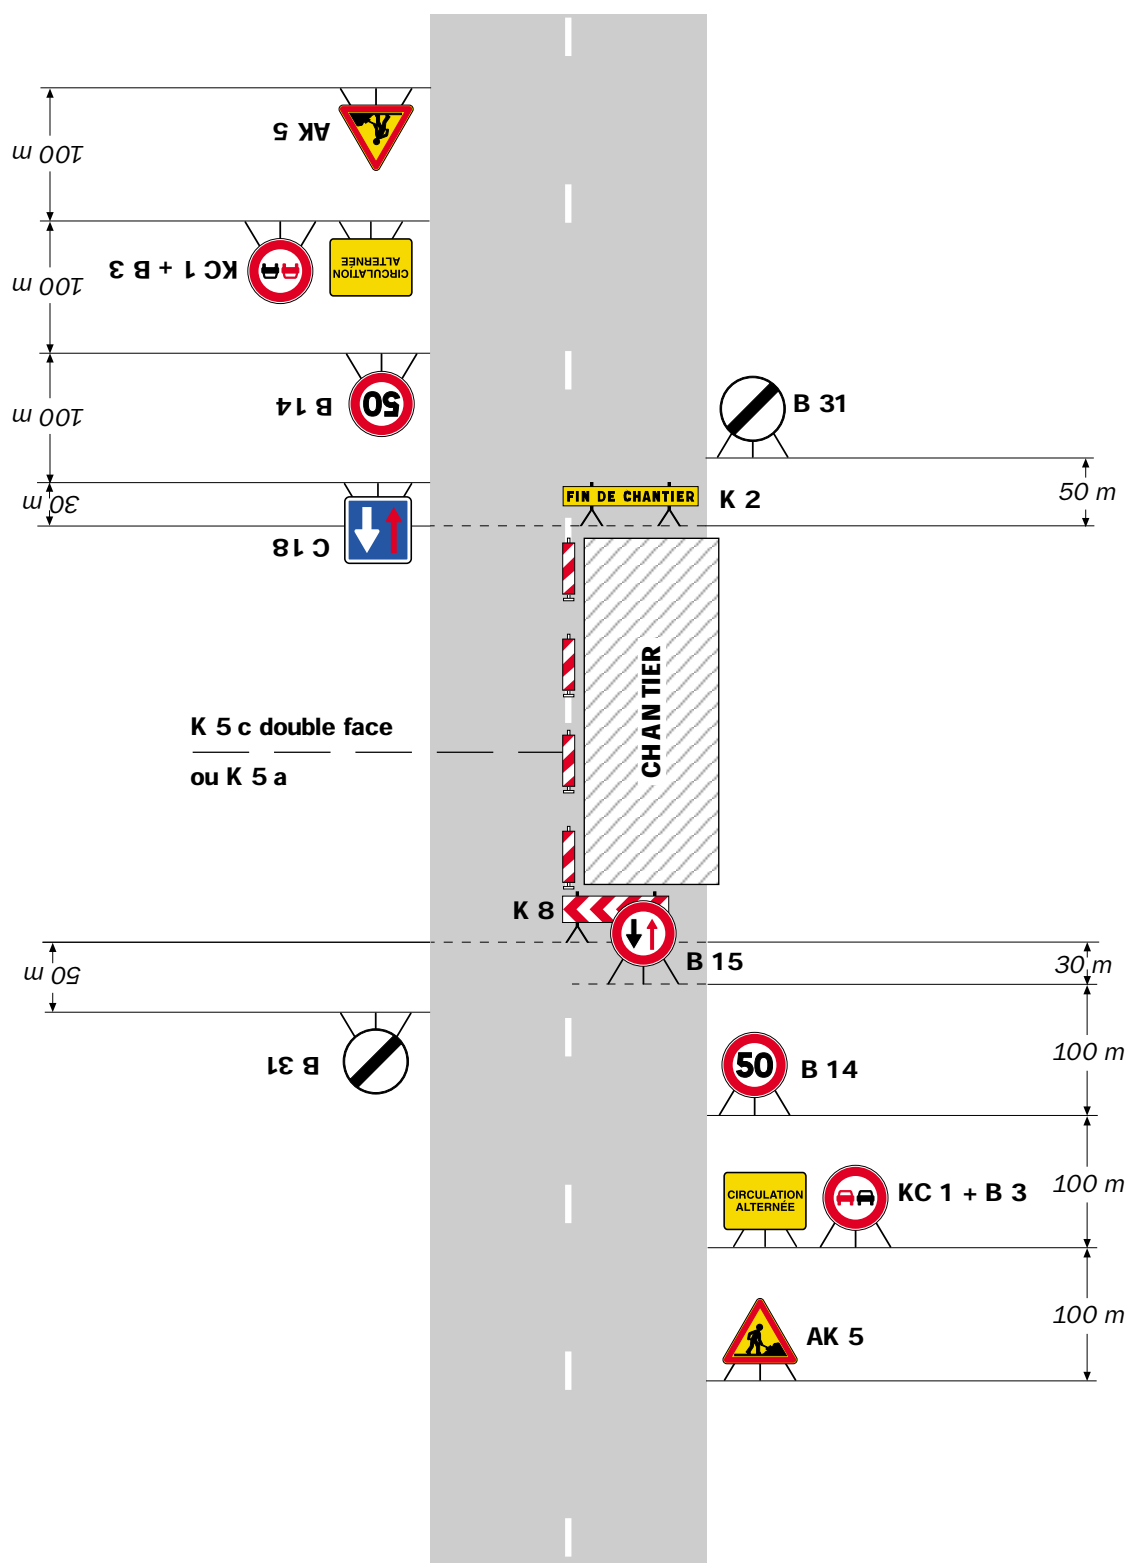 AK 5
100 m
KC 1 + B 3
CIRCULATION
ALTERNÉE
100 m
B 14
50
100 m
B 31
50 m
30 m
C 18
FIN DE CHANTIER
K 2
CHANTIER
K 5 c double face
ou K 5 a
K 8
B 15
30 m
50 m
B 31
50
B 14
100 m
CIRCULATION
ALTERNÉE
KC 1 + B 3
100 m
AK 5
100 m